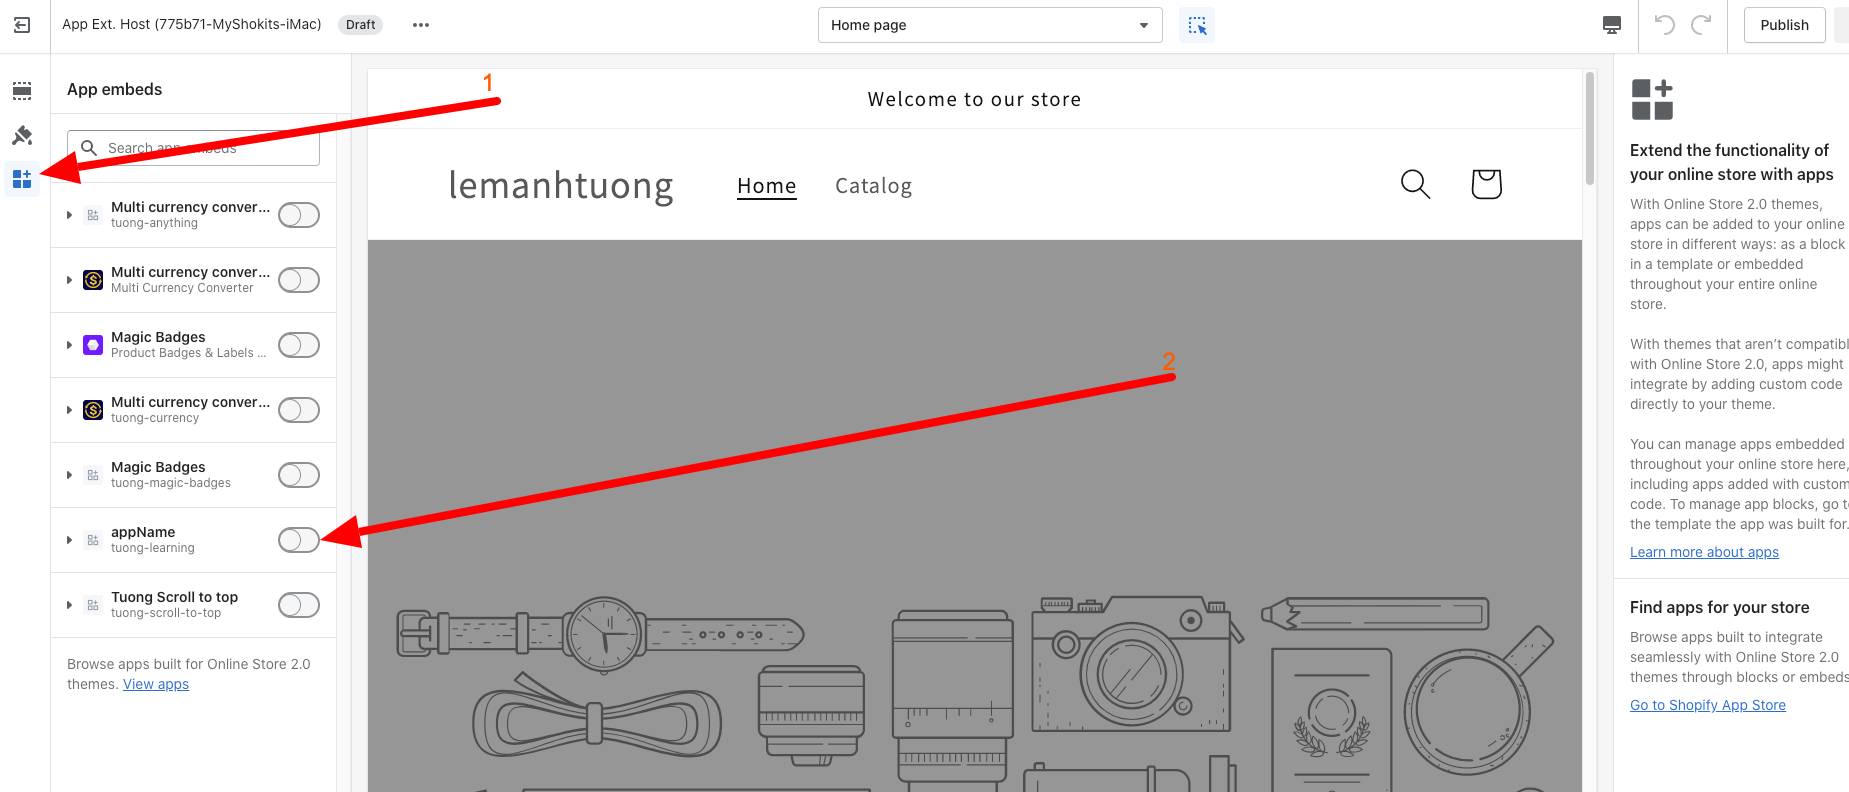 App Ext. Host (775b71-MyShokits-iMac)
Draft
Home page
Publish
App embeds
1
Search app embeds
Multi currency conver...
tuong-anything
Multi currency conver...
Multi Currency Converter
Magic Badges
Product Badges & Labels ...
Multi currency conver...
tuong-currency
Magic Badges
tuong-magic-badges
appName
tuong-learning
Tuong Scroll to top
tuong-scroll-to-top
Browse apps built for Online Store 2.0
themes. View apps
Welcome to our store
lemanhtuong
Home
Catalog
2
Extend the functionality of
your online store with apps
With Online Store 2.0 themes,
apps can be added to your online
store in different ways: as a block
in a template or embedded
throughout your entire online
store.
With themes that aren’t compatibl
with Online Store 2.0, apps might
integrate by adding custom code
directly to your theme.
You can manage apps embedded
throughout your online store here,
including apps added with custom
code. To manage app blocks, go t
the template the app was built for.
Learn more about apps
Find apps for your store
Browse apps built to integrate
seamlessly with Online Store 2.0
themes through blocks or embeds
Go to Shopify App Store